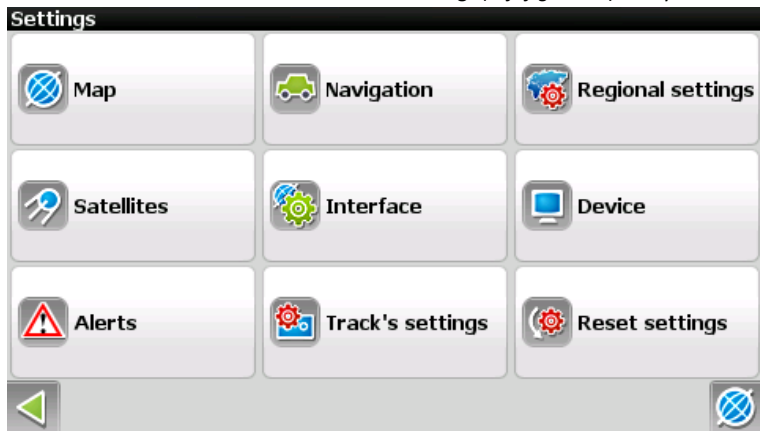 Settings
Map
Navigation
Regional settings
Satellites
Interface
Device
Alerts
Track's settings
Reset settings